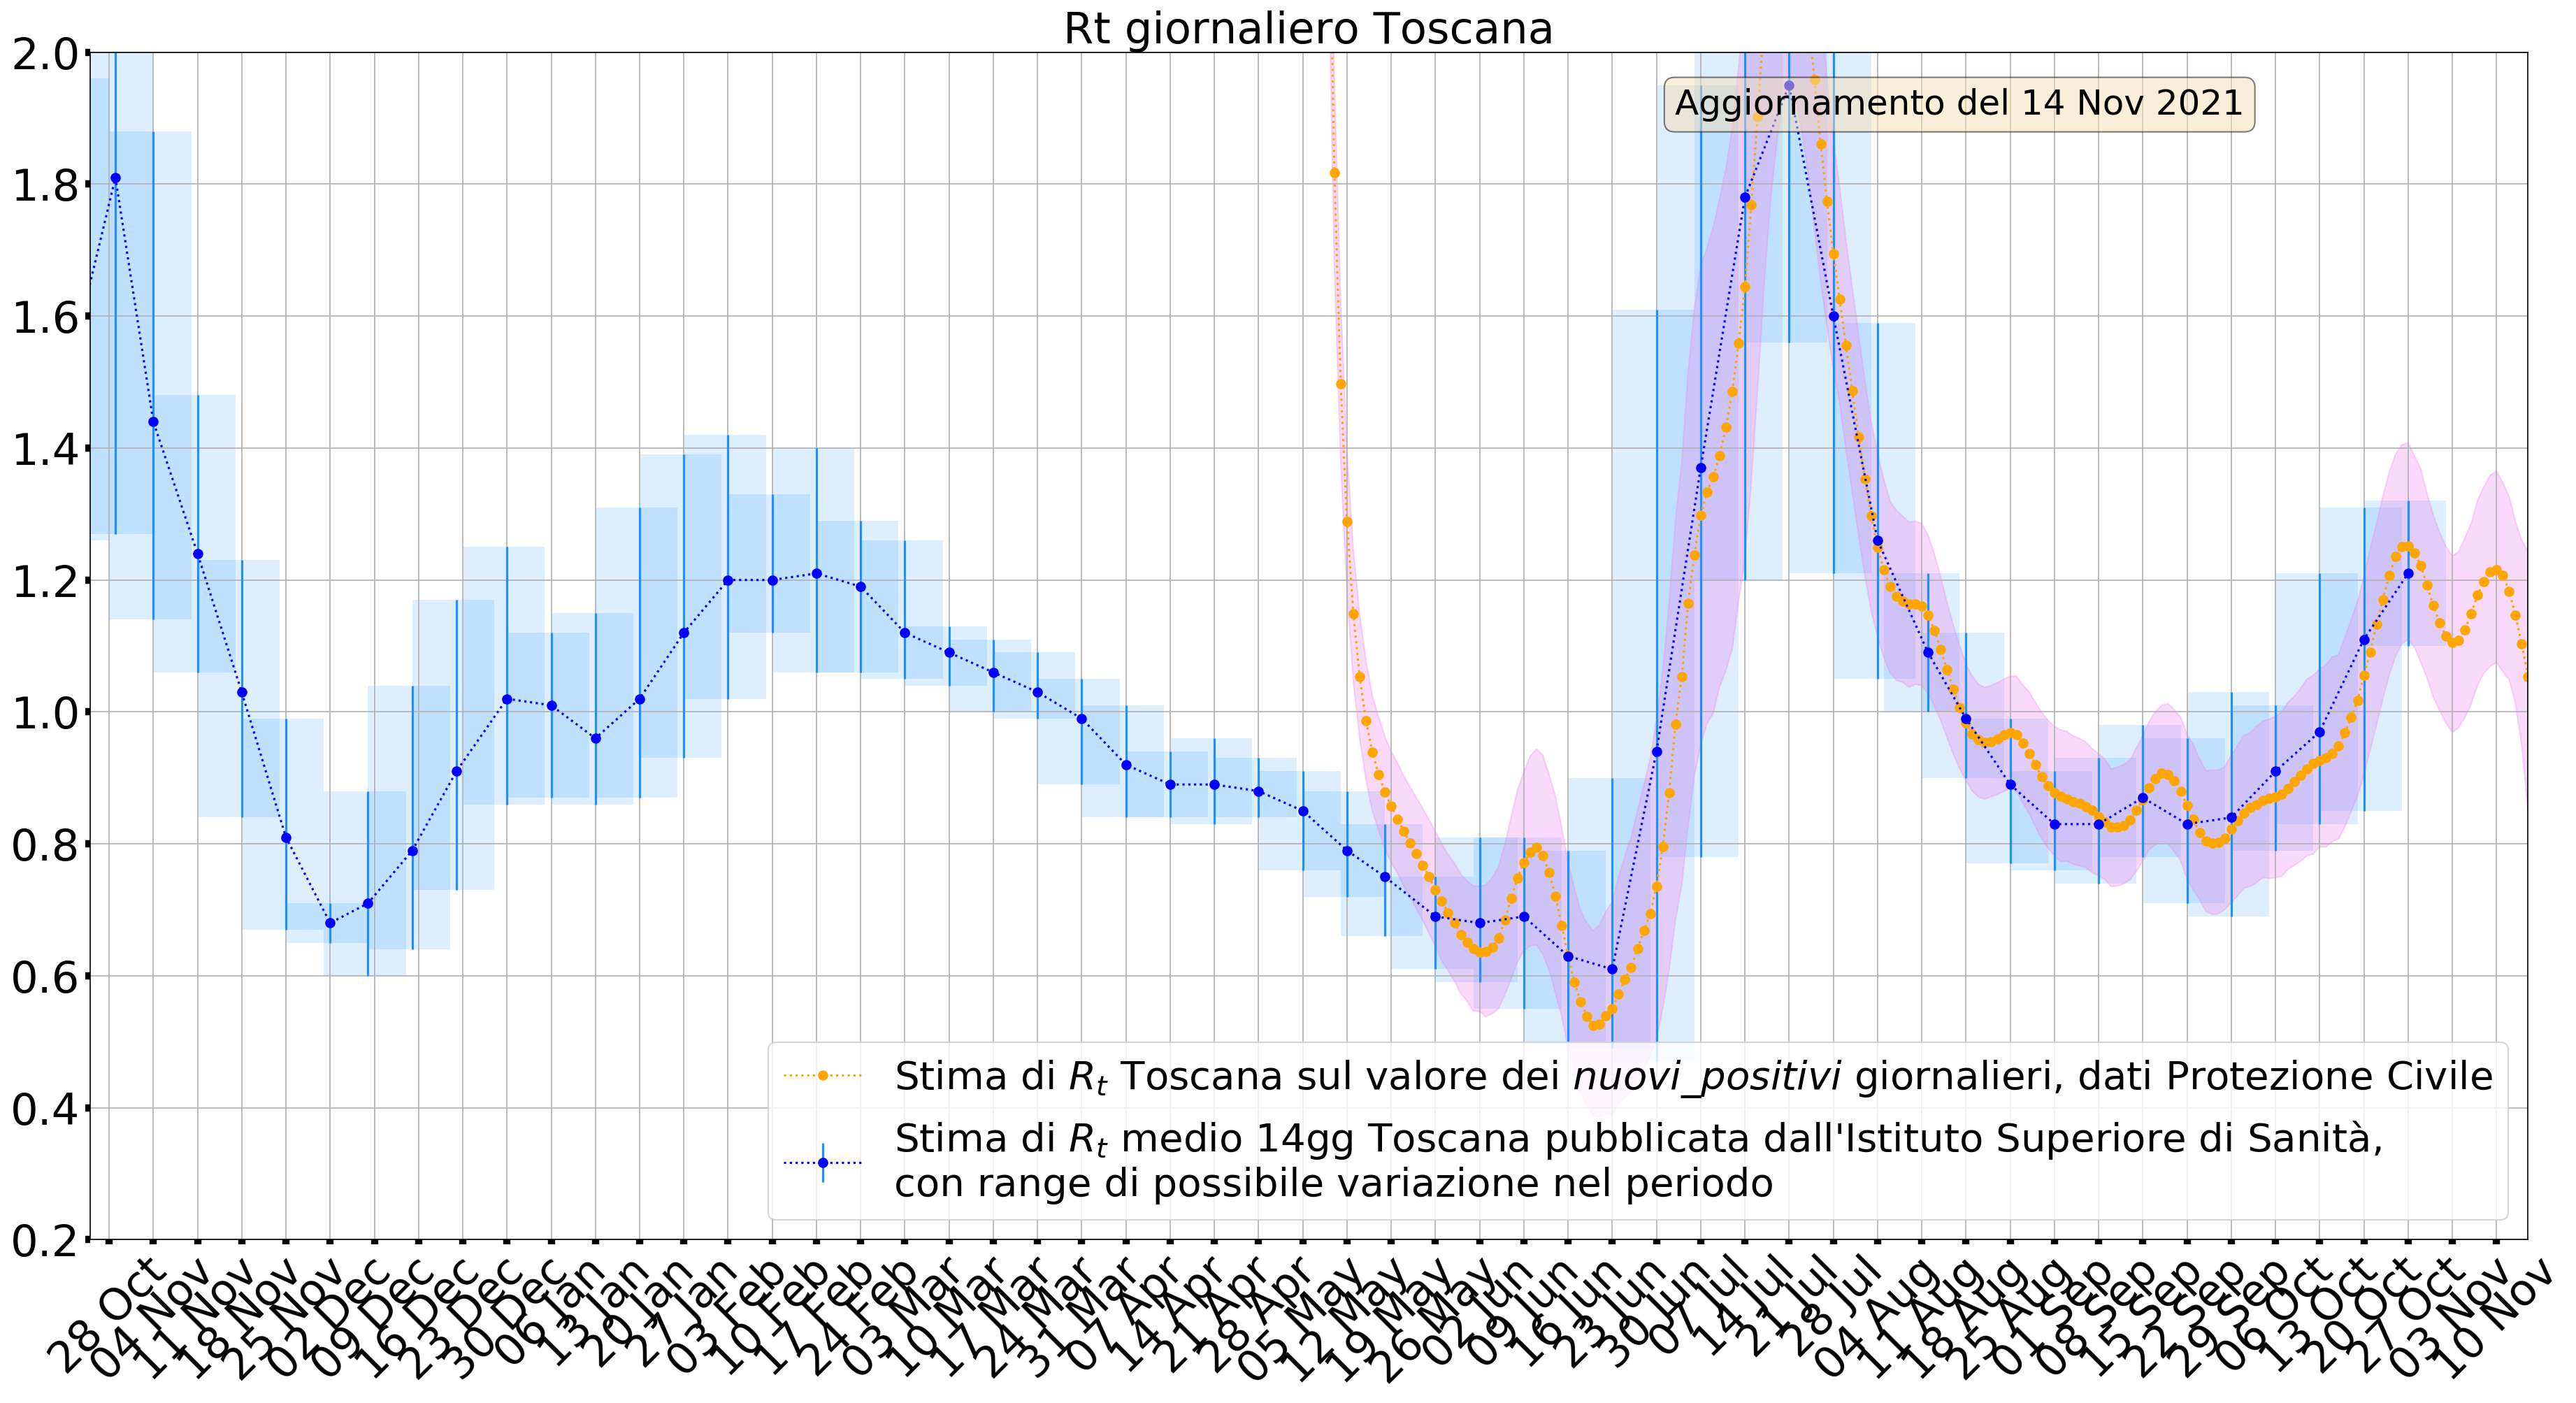 Rt giornaliero Toscana
2.0
1.8
1.6
1.4
1.2
1.0
0.8
0.6
0.4
0.2
Aggiornamento del 14 Nov 2021
Stima di Rt Toscana sul valore dei nuovi_positivi giornalieri, dati Protezione Civile
Stima di Rt medio 14gg Toscana pubblicata dall'Istituto Superiore di Sanità,
con range di possibile variazione nel periodo
28 Oct
04 Nov
11 Nov
18 Nov
25 Nov
02 Dec
09 Dec
16 Dec
23 Dec
30 Dec
06 Jan
13 Jan
20 Jan
27 Jan
03 Feb
10 Feb
17 Feb
24 Feb
03 Mar
10 Mar
17 Mar
24 Mar
31 Mar
07 Apr
14 Apr
21 Apr
28 Apr
05 May
12 May
19 May
26 May
02 Jun
09 Jun
16 Jun
23 Jun
30 Jun
07 Jul
14 Jul
21 Jul
28 Jul
04 Aug
11 Aug
18 Aug
25 Aug
01 Sep
08 Sep
15 Sep
22 Sep
29 Sep
06 Oct
13 Oct
20 Oct
27 Oct
03 Nov
10 Nov